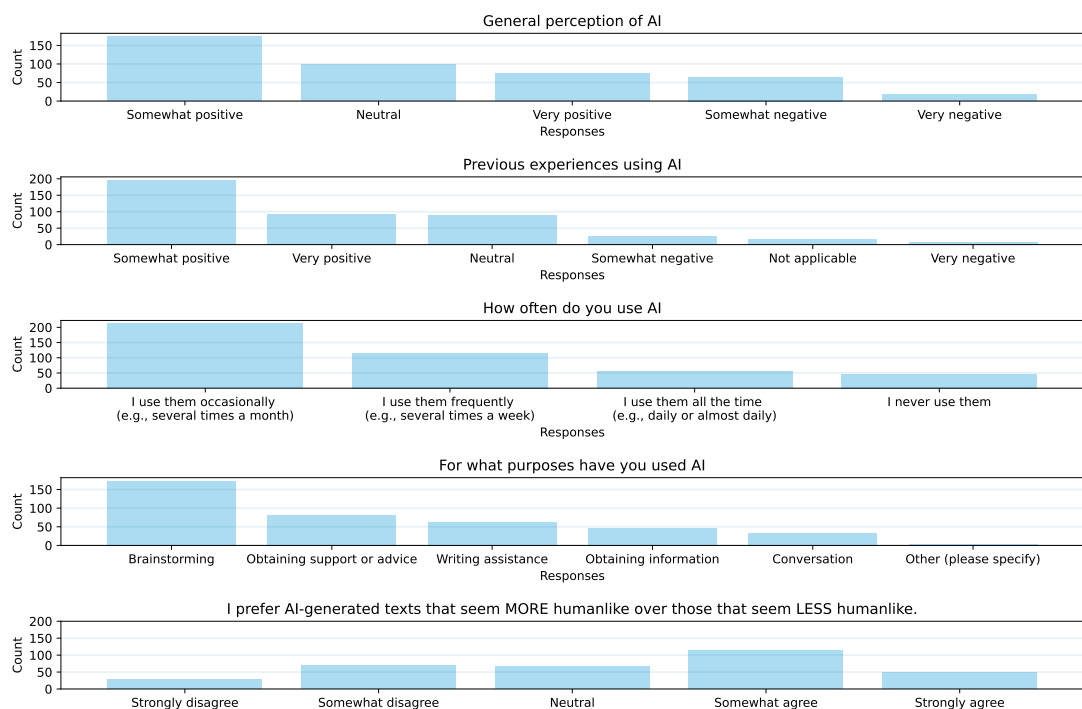 General perception of AI
150
100
50
0
Count
Somewhat positive Neutral Very positive Somewhat negative Very negative
Responses
Previous experiences using AI
200
150
100
50
0
Count
Somewhat positive Very positive Neutral Somewhat negative Not applicable Very negative
Responses
How often do you use AI
200
150
100
50
0
Count
I use them occasionally I use them frequently I use them all the time I never use them
(e.g., several times a month) (e.g., several times a week) (e.g., daily or almost daily)
Responses
For what purposes have you used AI
150
100
50
0
Count
Brainstorming Obtaining support or advice Writing assistance Obtaining information Conversation Other (please specify)
Responses
I prefer AI-generated texts that seem MORE humanlike over those that seem LESS humanlike.
200
150
100
50
0
Count
Strongly disagree Somewhat disagree Neutral Somewhat agree Strongly agree